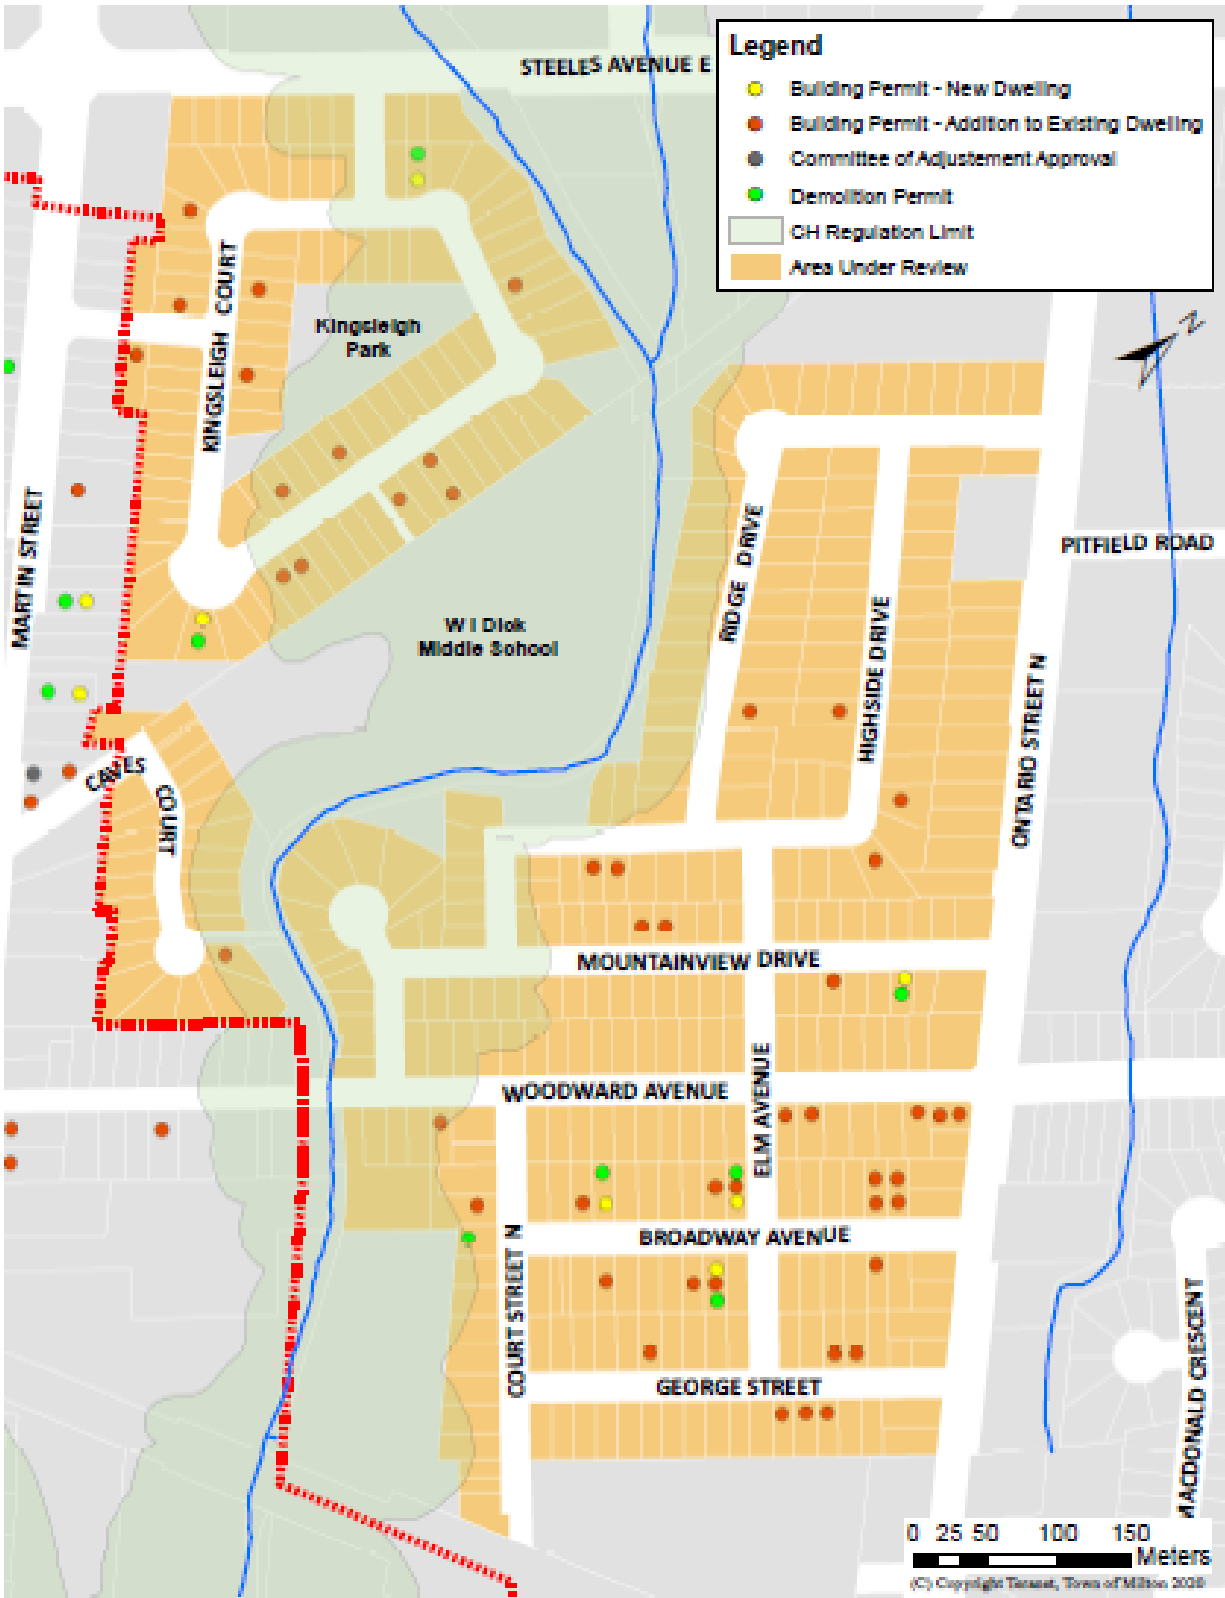 STEELES AVENUE E
Legend
Building Permit - New Dwelling
Building Permit - Addition to Existing Dwelling
Committee of Adjustement Approval
Demolition Permit
CH Regulation Limit
Area Under Review
N
KINGSLEIGH COURT
Kingsleigh
Park
MARTIN STREET
RIDGE DRIVE
PITFIELD ROAD
W I Dick
Middle School
HIGHSIDE DRIVE
ONTARIO STREET N
CAVES
COURT
MOUNTAINVIEW DRIVE
WOODWARD AVENUE
ELM AVENUE
BROADWAY AVENUE
COURT STREET N
GEORGE STREET
MACDONALD CRESCENT
0 25 50 100 150
Meters
(C) Copyright Teranet, Town of Milton 2020